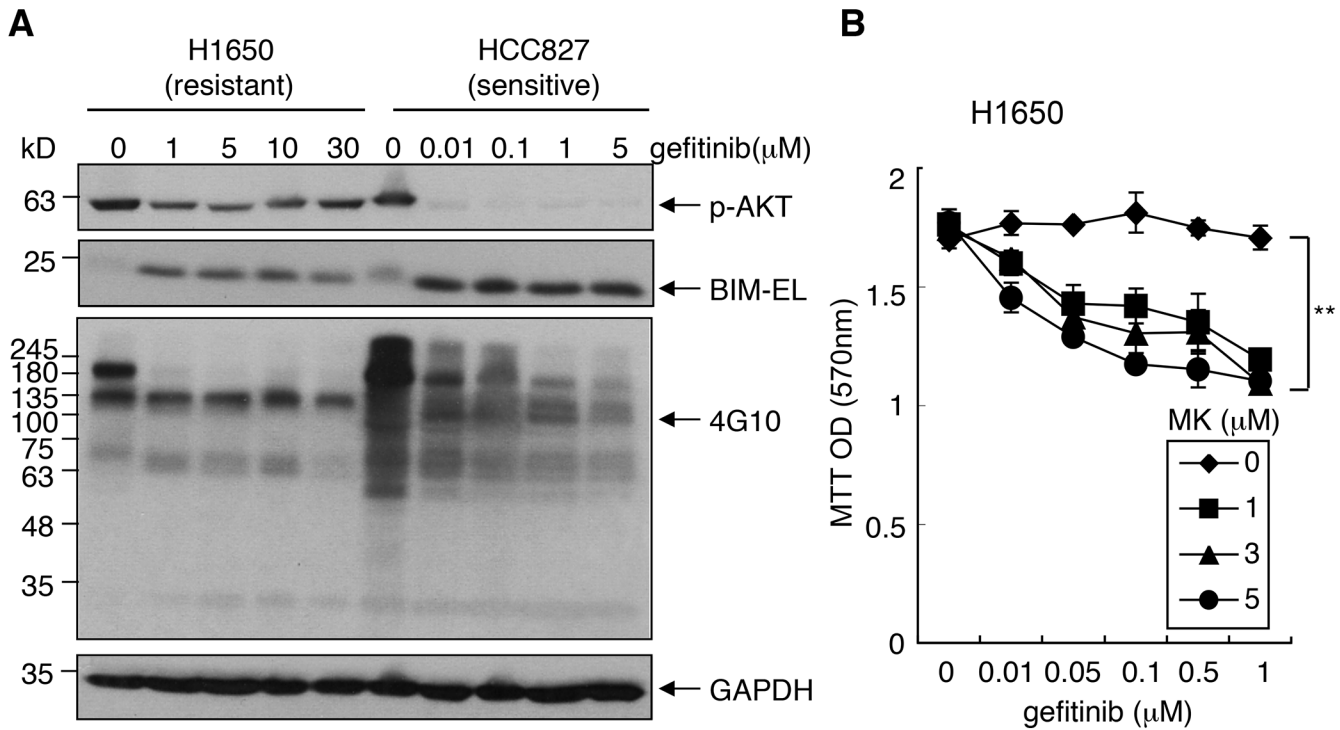 A
H1650
(resistant)
HCC827
(sensitive)
kD
0 1 5 10 30 0 0.01 0.1 1 5 gefitinib(μM)
63
p-AKT
25
BIM-EL
245
180
135
100
75
63
48
35
4G10
35
GAPDH
B
H1650
2
1.5
1
0.5
0
MTT OD (570nm)
**
MK (μM)
0
1
3
5
0 0.01 0.05 0.1 0.5 1
gefitinib (μM)